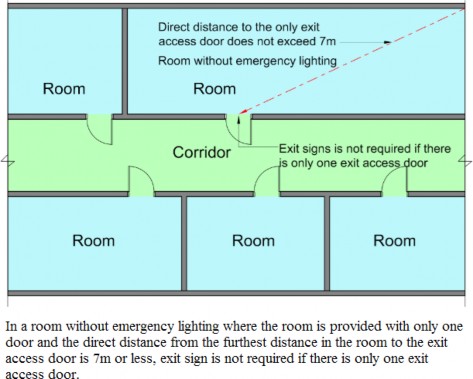 Direct distance to the only exit
access door does not exceed 7m
Room without emergency lighting
Room
Room
Corridor
Exit signs is not required if there
is only one exit access door
Room
Room
Room
In a room without emergency lighting where the room is provided with only one
door and the direct distance from the furthest distance in the room to the exit
access door is 7m or less, exit sign is not required if there is only one exit
access door.